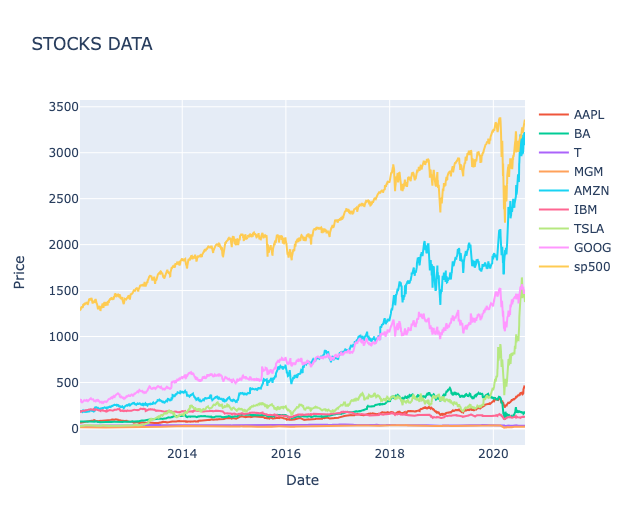 STOCKS DATA
3500
3000
2500
2000
1500
1000
500
0
Price
2014
2016
2018
2020
Date
AAPL
BA
T
MGM
AMZN
IBM
TSLA
GOOG
sp500